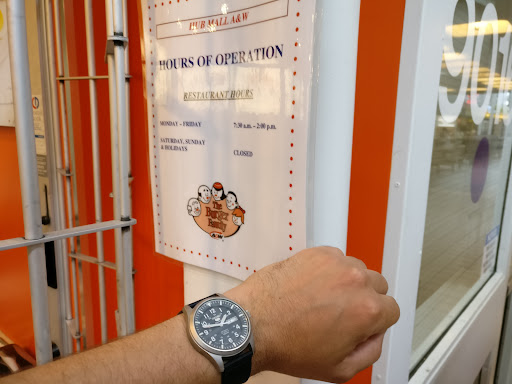 HUB MALL A&W
HOURS OF OPERATION
RESTAURANT HOURS
MONDAY – FRIDAY 7:30 a.m. – 2:00 p.m.
SATURDAY, SUNDAY
& HOLIDAYS CLOSED
The
Burger
Family
901